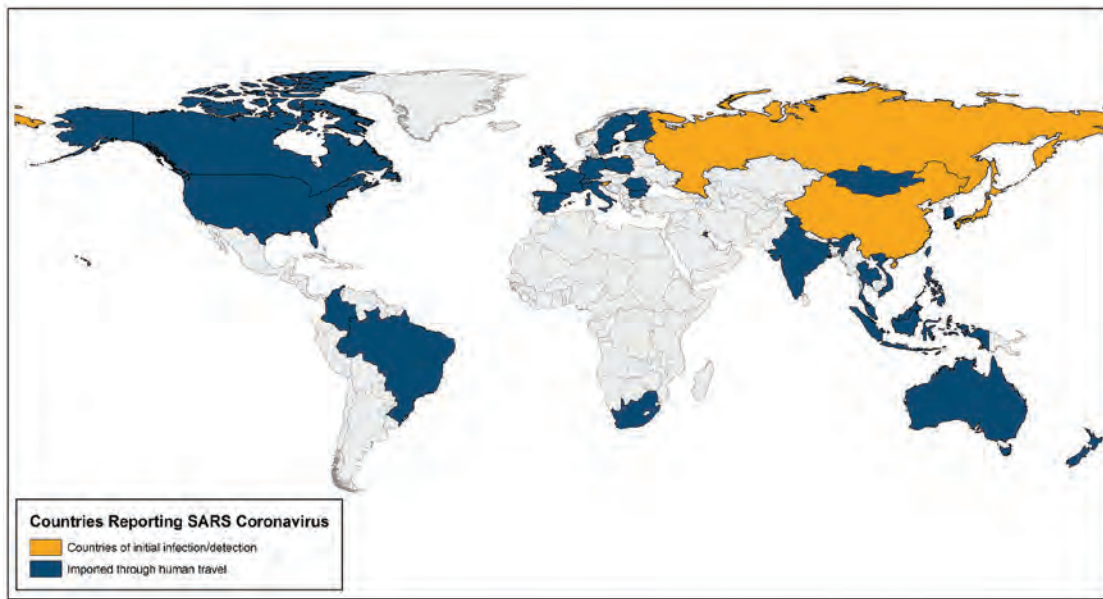 Countries Reporting SARS Coronavirus
Countries of initial infection/detection
Imported through human travel